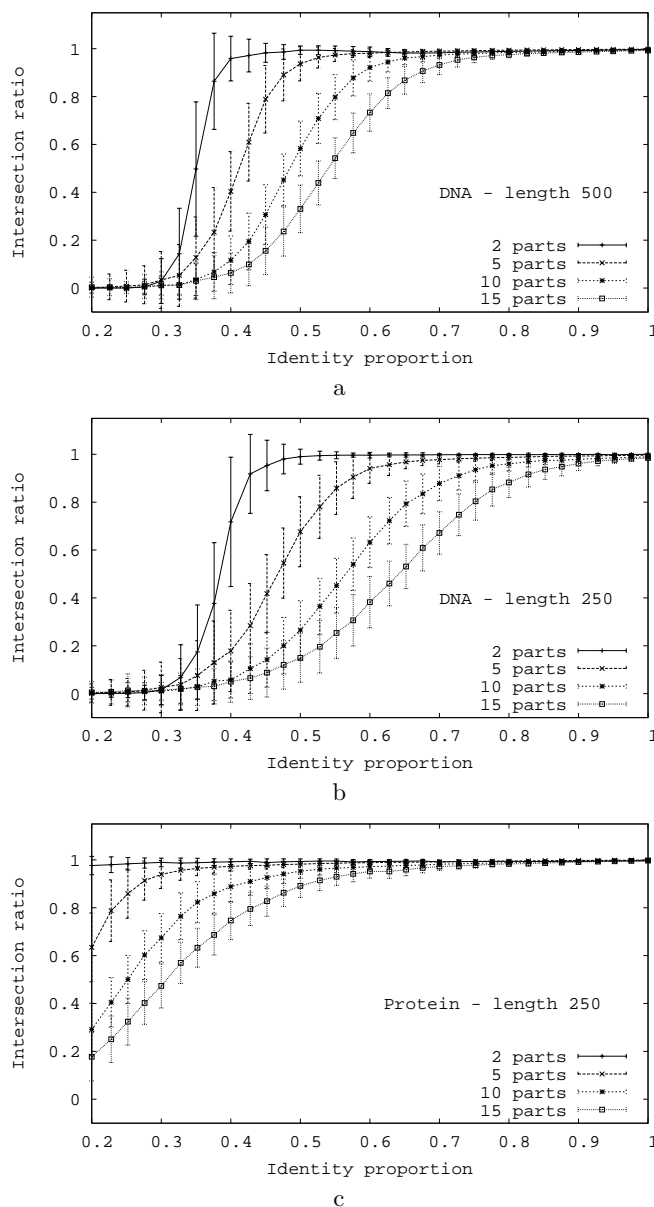 Intersection ratio
1
0.8
0.6
0.4
0.2
0
DNA - length 500
2 parts
5 parts
10 parts
15 parts
0.2 0.3 0.4 0.5 0.6 0.7 0.8 0.9 1
Identity proportion
a
Intersection ratio
1
0.8
0.6
0.4
0.2
0
DNA - length 250
2 parts
5 parts
10 parts
15 parts
0.2 0.3 0.4 0.5 0.6 0.7 0.8 0.9 1
Identity proportion
b
Intersection ratio
1
0.8
0.6
0.4
0.2
0
Protein - length 250
2 parts
5 parts
10 parts
15 parts
0.2 0.3 0.4 0.5 0.6 0.7 0.8 0.9 1
Identity proportion
c